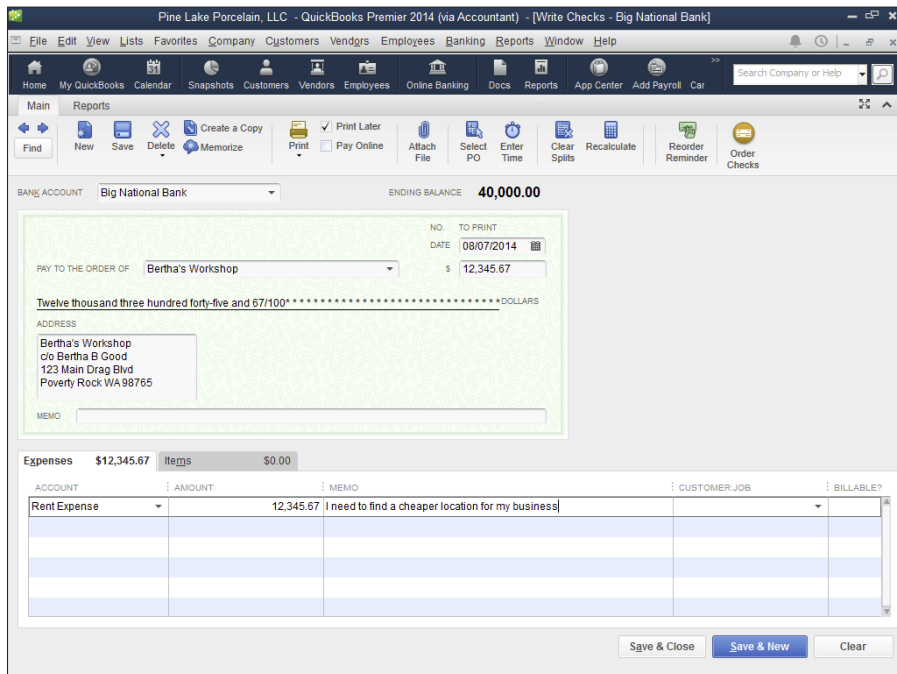 Pine Lake Porcelain, LLC - QuickBooks Premier 2014 (via Accountant) - [Write Checks - Big National Bank]
File Edit View Lists Favorites Company Customers Vendors Employees Banking Reports Window Help
Home My QuickBooks Calendar Snapshots Customers Vendors Employees Online Banking Docs Reports App Center Add Payroll Car >> Search Company or Help
Main Reports
Find New Save Delete Create a Copy Memorize Print Print Later Pay Online Attach File Select PO Enter Time Clear Splits Recalculate Reorder Reminder Order Checks
BANK ACCOUNT Big National Bank ENDING BALANCE 40,000.00
NO. TO PRINT
DATE 08/07/2014
PAY TO THE ORDER OF Bertha's Workshop $ 12,345.67
Twelve thousand three hundred forty-five and 67/100* * * * * * * * * * * * * * * * * * * * * * * * * * * * * * * * DOLLARS
ADDRESS
Bertha's Workshop
c/o Bertha B Good
123 Main Drag Blvd
Poverty Rock WA 98765
MEMO
Expenses $12,345.67 Items $0.00
ACCOUNT AMOUNT MEMO CUSTOMER:JOB BILLABLE?
Rent Expense 12,345.67 I need to find a cheaper location for my business
Save & Close Save & New Clear